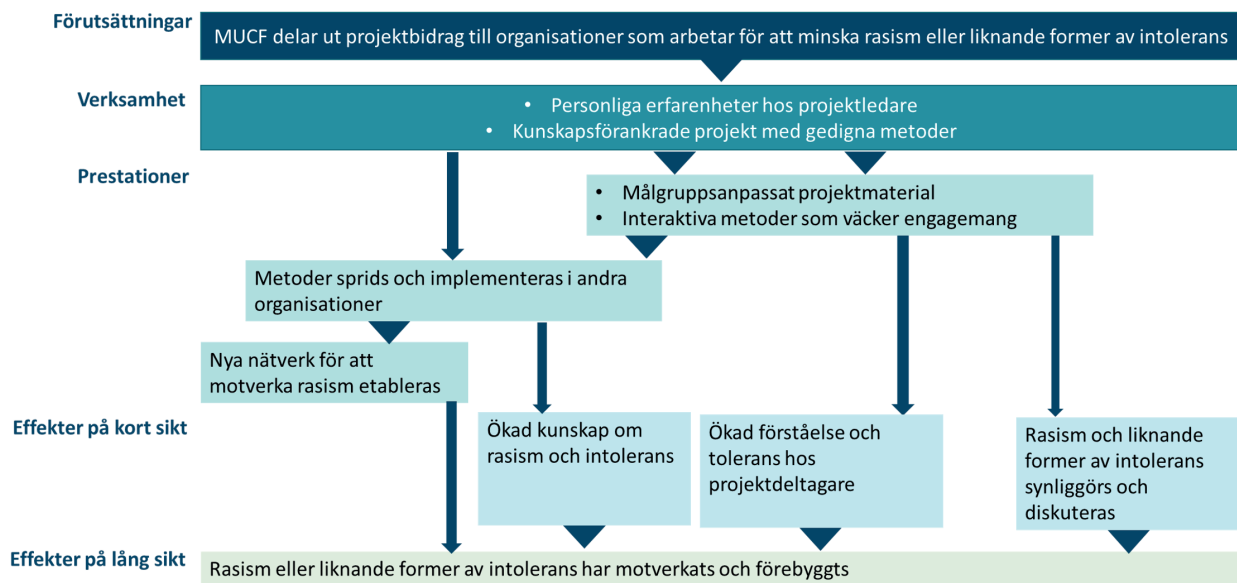 Förutsättningar
MUCF delar ut projektbidrag till organisationer som arbetar för att minska rasism eller liknande former av intolerans
Verksamhet
• Personliga erfarenheter hos projektledare
• Kunskapsförankrade projekt med gedigna metoder
Prestationer
• Målgruppsanpassat projektmaterial
• Interaktiva metoder som väcker engagemang
Metoder sprids och implementeras i andra
organisationer
Nya nätverk för att
motverka rasism etableras
Effekter på kort sikt
Ökad kunskap om
rasism och intolerans
Ökad förståelse och
tolerans hos
projektdeltagare
Rasism och liknande
former av intolerans
synliggörs och
diskuteras
Effekter på lång sikt
Rasism eller liknande former av intolerans har motverkats och förebyggts